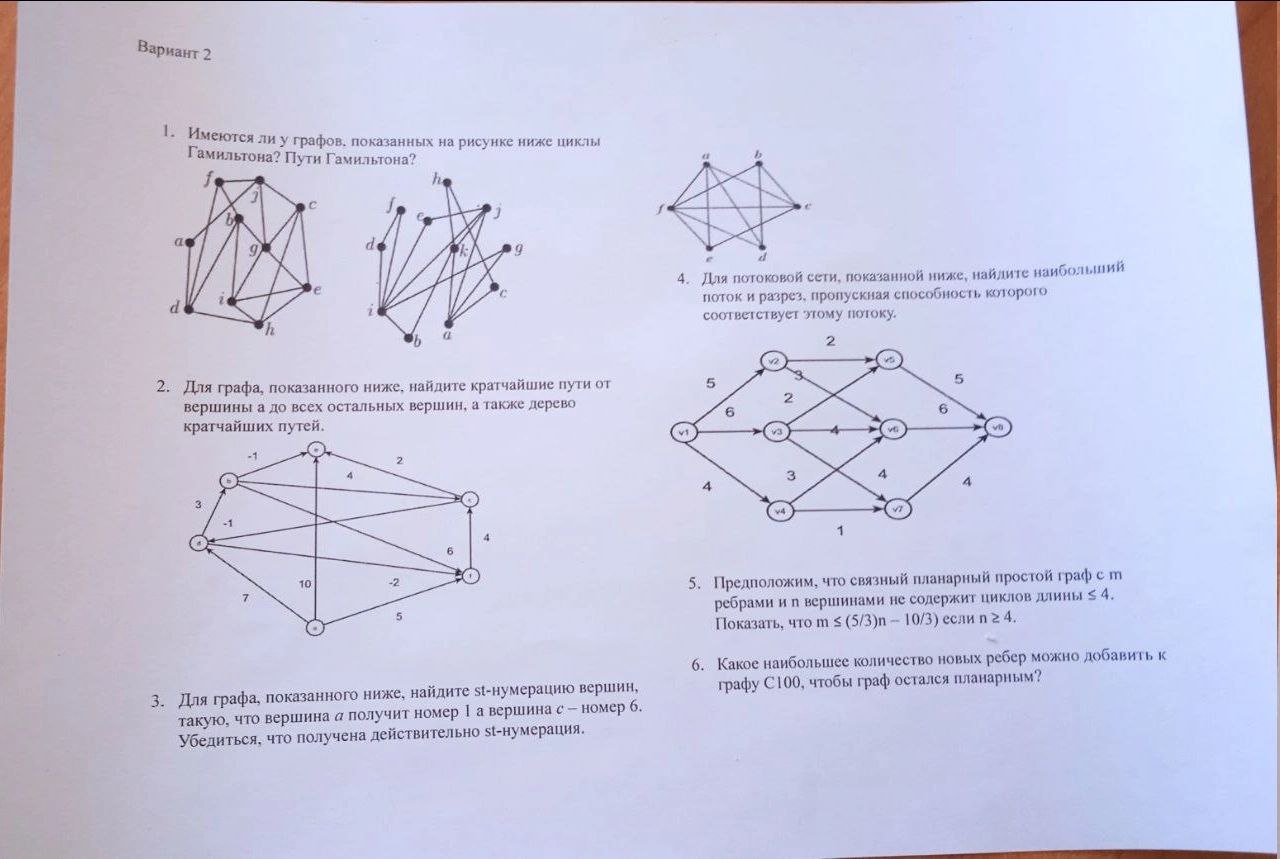 Вариант 2
1. Имеются ли у графов, показанных на рисунке ниже циклы
Гамильтона? Пути Гамильтона?
f
j
c
b
a
g
i
e
d
h
h
f
e
j
d
k
g
c
i
b
a
2. Для графа, показанного ниже, найдите кратчайшие пути от
вершины a до всех остальных вершин, а также дерево
кратчайших путей.
-1
2
4
3
-1
4
6
10
-2
7
5
3. Для графа, показанного ниже, найдите st-нумерацию вершин,
такую, что вершина a получит номер 1 а вершина c – номер 6.
Убедиться, что получена действительно st-нумерация.
a
b
f
c
e
d
4. Для потоковой сети, показанной ниже, найдите наибольший
поток и разрез, пропускная способность которого
соответствует этому потоку.
2
v2
v5
5
3
5
2
6
6
v1
v3
4
v6
v8
3
4
4
4
v4
v7
1
5. Предположим, что связный планарный простой граф с m
ребрами и n вершинами не содержит циклов длины ≤ 4.
Показать, что m ≤ (5/3)n – 10/3) если n ≥ 4.
6. Какое наибольшее количество новых ребер можно добавить к
графу C100, чтобы граф остался планарным?